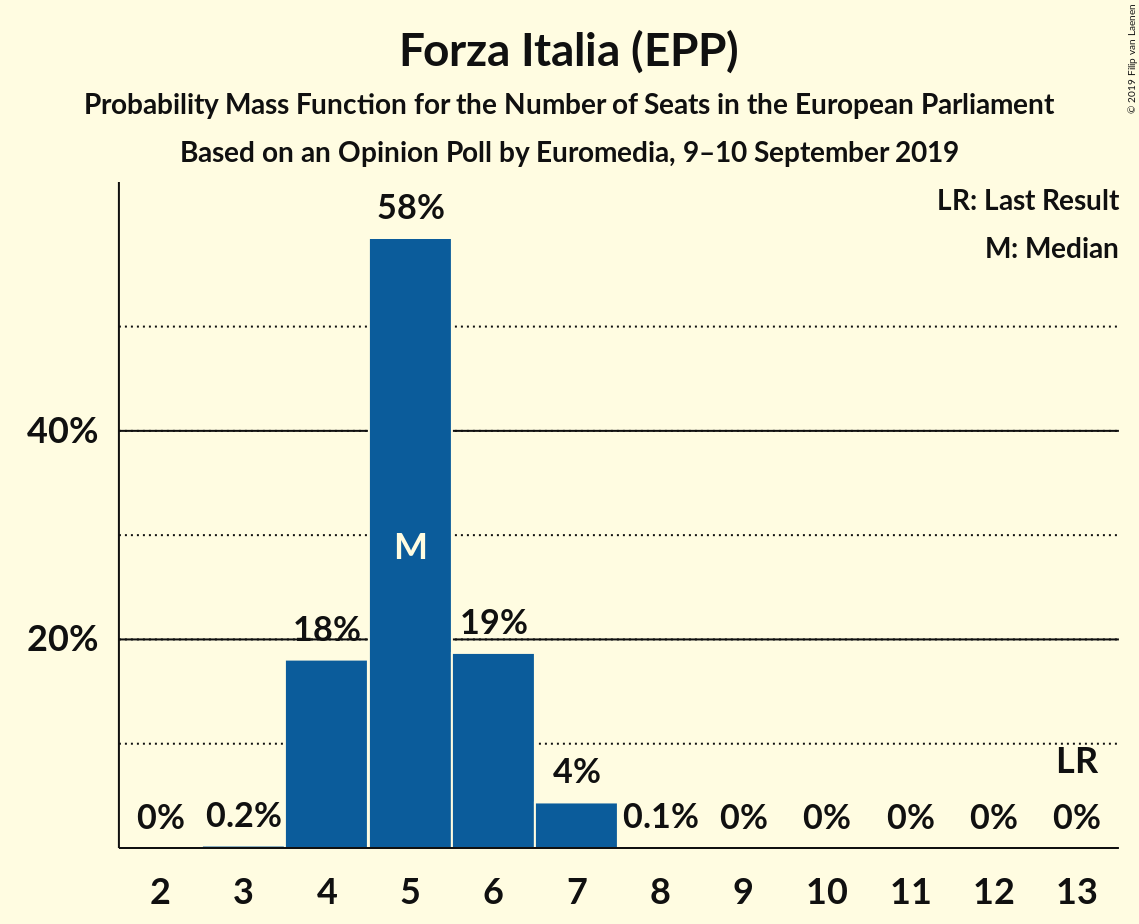 Forza Italia (EPP)
Probability Mass Function for the Number of Seats in the European Parliament
Based on an Opinion Poll by Euromedia, 9–10 September 2019
© 2019 Filip van Laenen
LR: Last Result
M: Median
40%
20%
0% 0.2% 18% 58% 19% 4% 0.1% 0% 0% 0% 0% 0%
M
LR
2 3 4 5 6 7 8 9 10 11 12 13